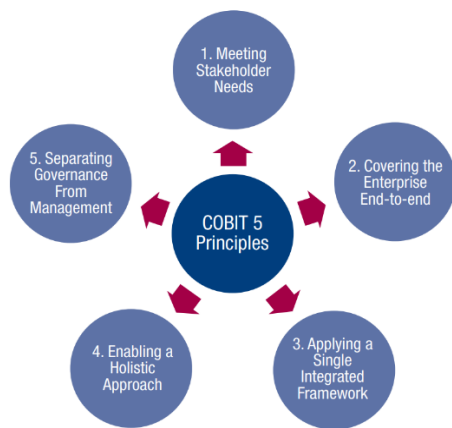 1. Meeting
Stakeholder
Needs
2. Covering the
Enterprise
End-to-end
3. Applying a
Single
Integrated
Framework
4. Enabling a
Holistic
Approach
5. Separating
Governance
From
Management
COBIT 5
Principles